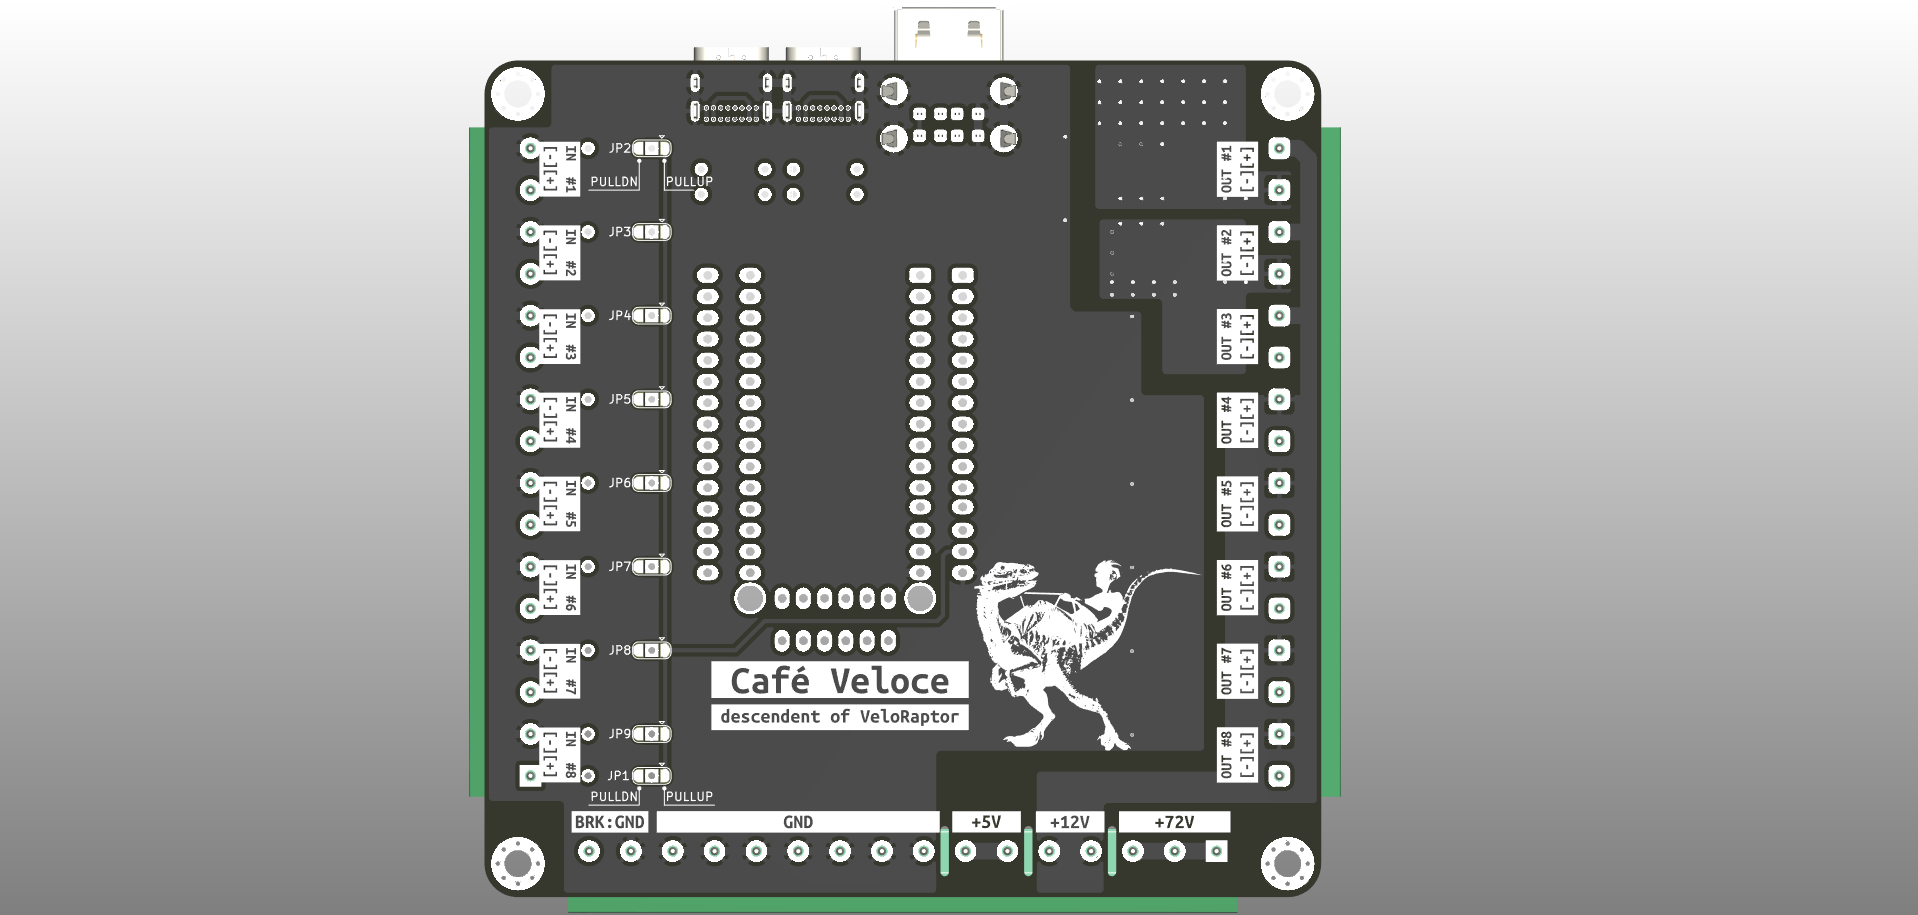 JP2
PULLDN PULLUP
IN #1
[-][+]
OUT #1
[-][+]
JP3
IN #2
[-][+]
OUT #2
[-][+]
JP4
IN #3
[-][+]
OUT #3
[-][+]
JP5
IN #4
[-][+]
OUT #4
[-][+]
JP6
IN #5
[-][+]
OUT #5
[-][+]
JP7
IN #6
[-][+]
OUT #6
[-][+]
JP8
IN #7
[-][+]
OUT #7
[-][+]
Café Veloce
descendent of VeloRaptor
JP9
IN #8
[-][+]
OUT #8
[-][+]
JP1
PULLDN PULLUP
BRK:GND GND +5V +12V +72V